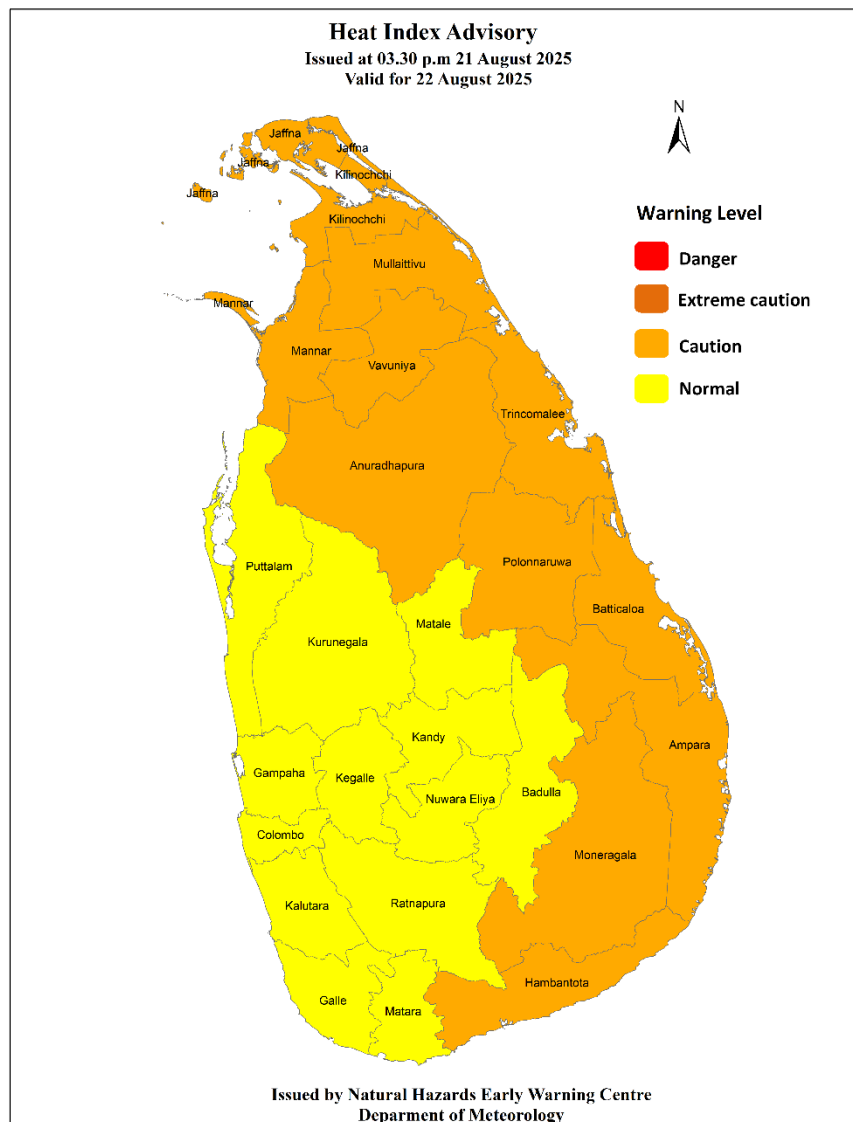 Heat Index Advisory
Issued at 03.30 p.m 21 August 2025
Valid for 22 August 2025
N
Jaffna
Jaffna
Jaffna
Kilinochchi
Jaffna
Kilinochchi
Mullaittivu
Mannar
Mannar
Vavuniya
Trincomalee
Anuradhapura
Warning Level
Danger
Extreme caution
Caution
Normal
Polonnaruwa
Puttalam
Batticaloa
Matale
Kurunegala
Kandy
Ampara
Gampaha
Kegalle
Badulla
Nuwara Eliya
Colombo
Moneragala
Kalutara
Ratnapura
Hambantota
Galle
Matara
Issued by Natural Hazards Early Warning Centre
Deparment of Meteorology